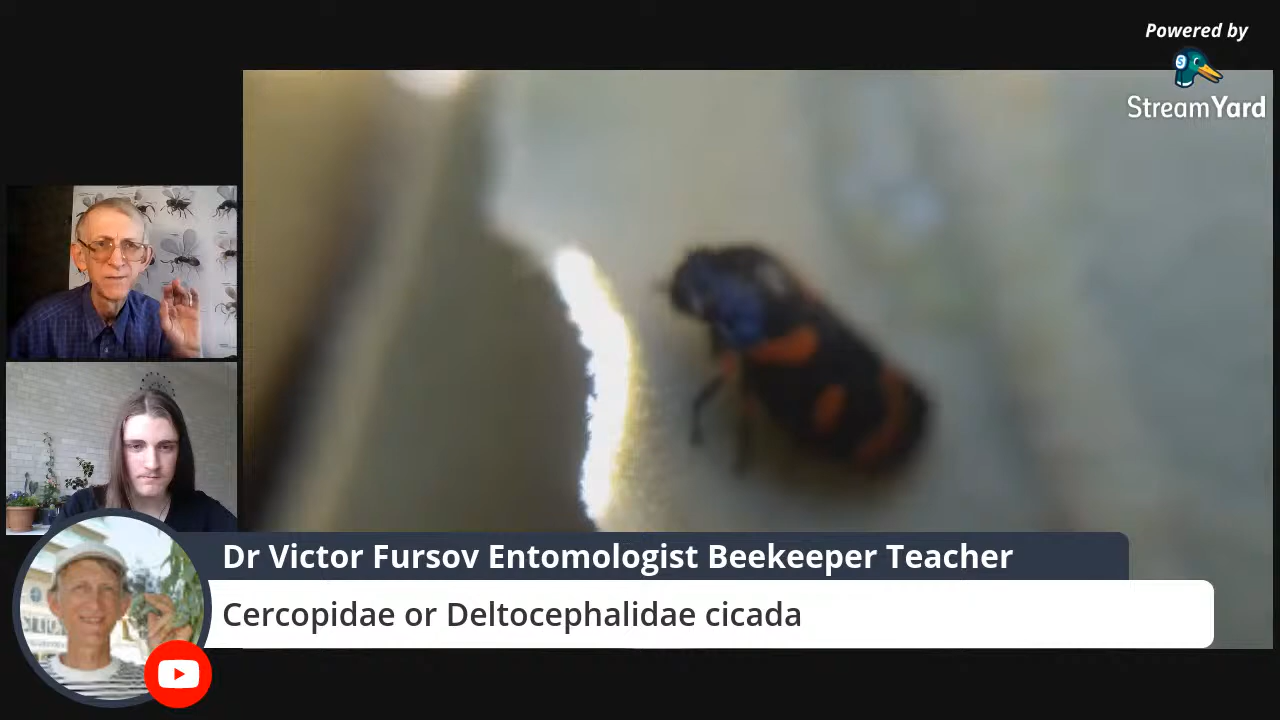 Powered by
StreamYard
Dr Victor Fursov Entomologist Beekeeper Teacher
Cercopidae or Deltocephalidae cicada